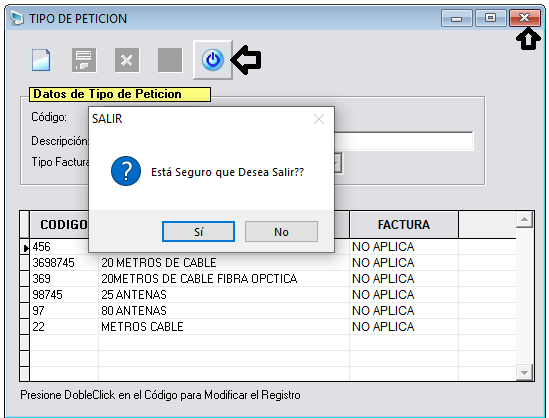 TIPO DE PETICION
Datos de Tipo de Peticion
Código:
Descripción:
Tipo Factura
SALIR
Está Seguro que Desea Salir??
Sí No
CODIGO FACTURA
456 NO APLICA
3698745 20 METROS DE CABLE NO APLICA
369 20METROS DE CABLE FIBRA OPCTICA NO APLICA
98745 25 ANTENAS NO APLICA
97 80 ANTENAS NO APLICA
22 METROS CABLE NO APLICA
Presione DobleClick en el Código para Modificar el Registro